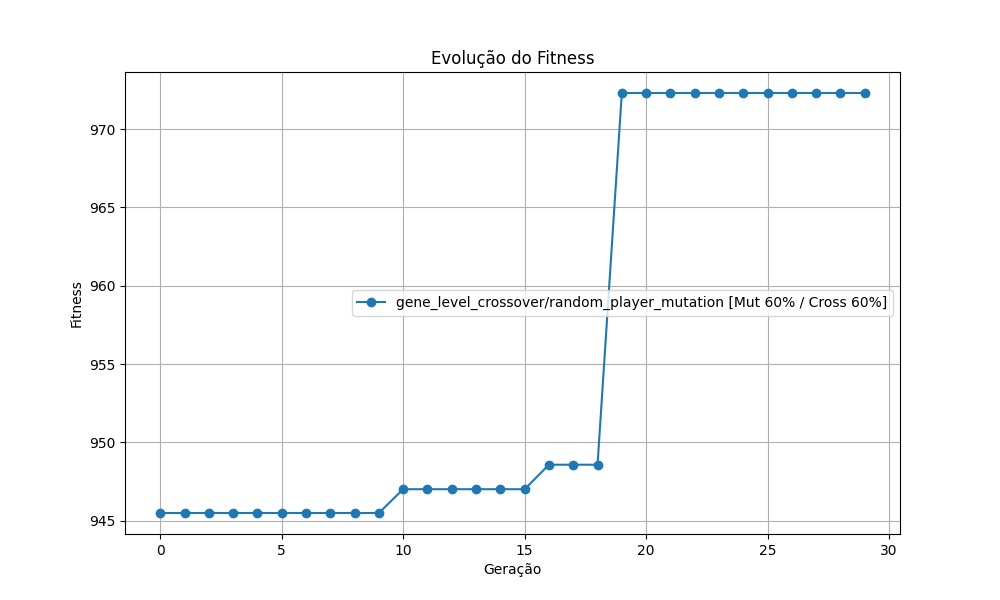 Evolução do Fitness
Fitness
970
965
960
955
950
945
gene_level_crossover/random_player_mutation [Mut 60% / Cross 60%]
0 5 10 15 20 25 30
Geração